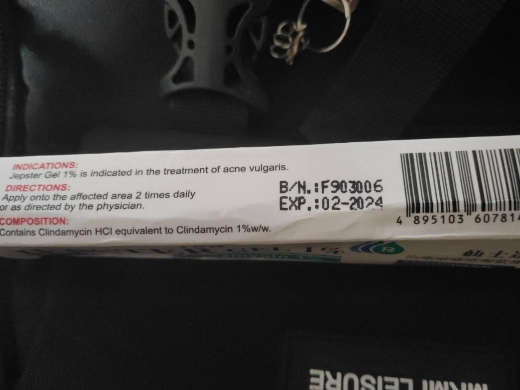 INDICATIONS:
Jepster Gel 1% is indicated in the treatment of acne vulgaris.
DIRECTIONS:
Apply onto the affected area 2 times daily
or as directed by the physician.
COMPOSITION:
Contains Clindamycin HCl equivalent to Clindamycin 1%w/w.
B/N.:F903006
EXP.:02-2024
4 895103 607814
LEISURE